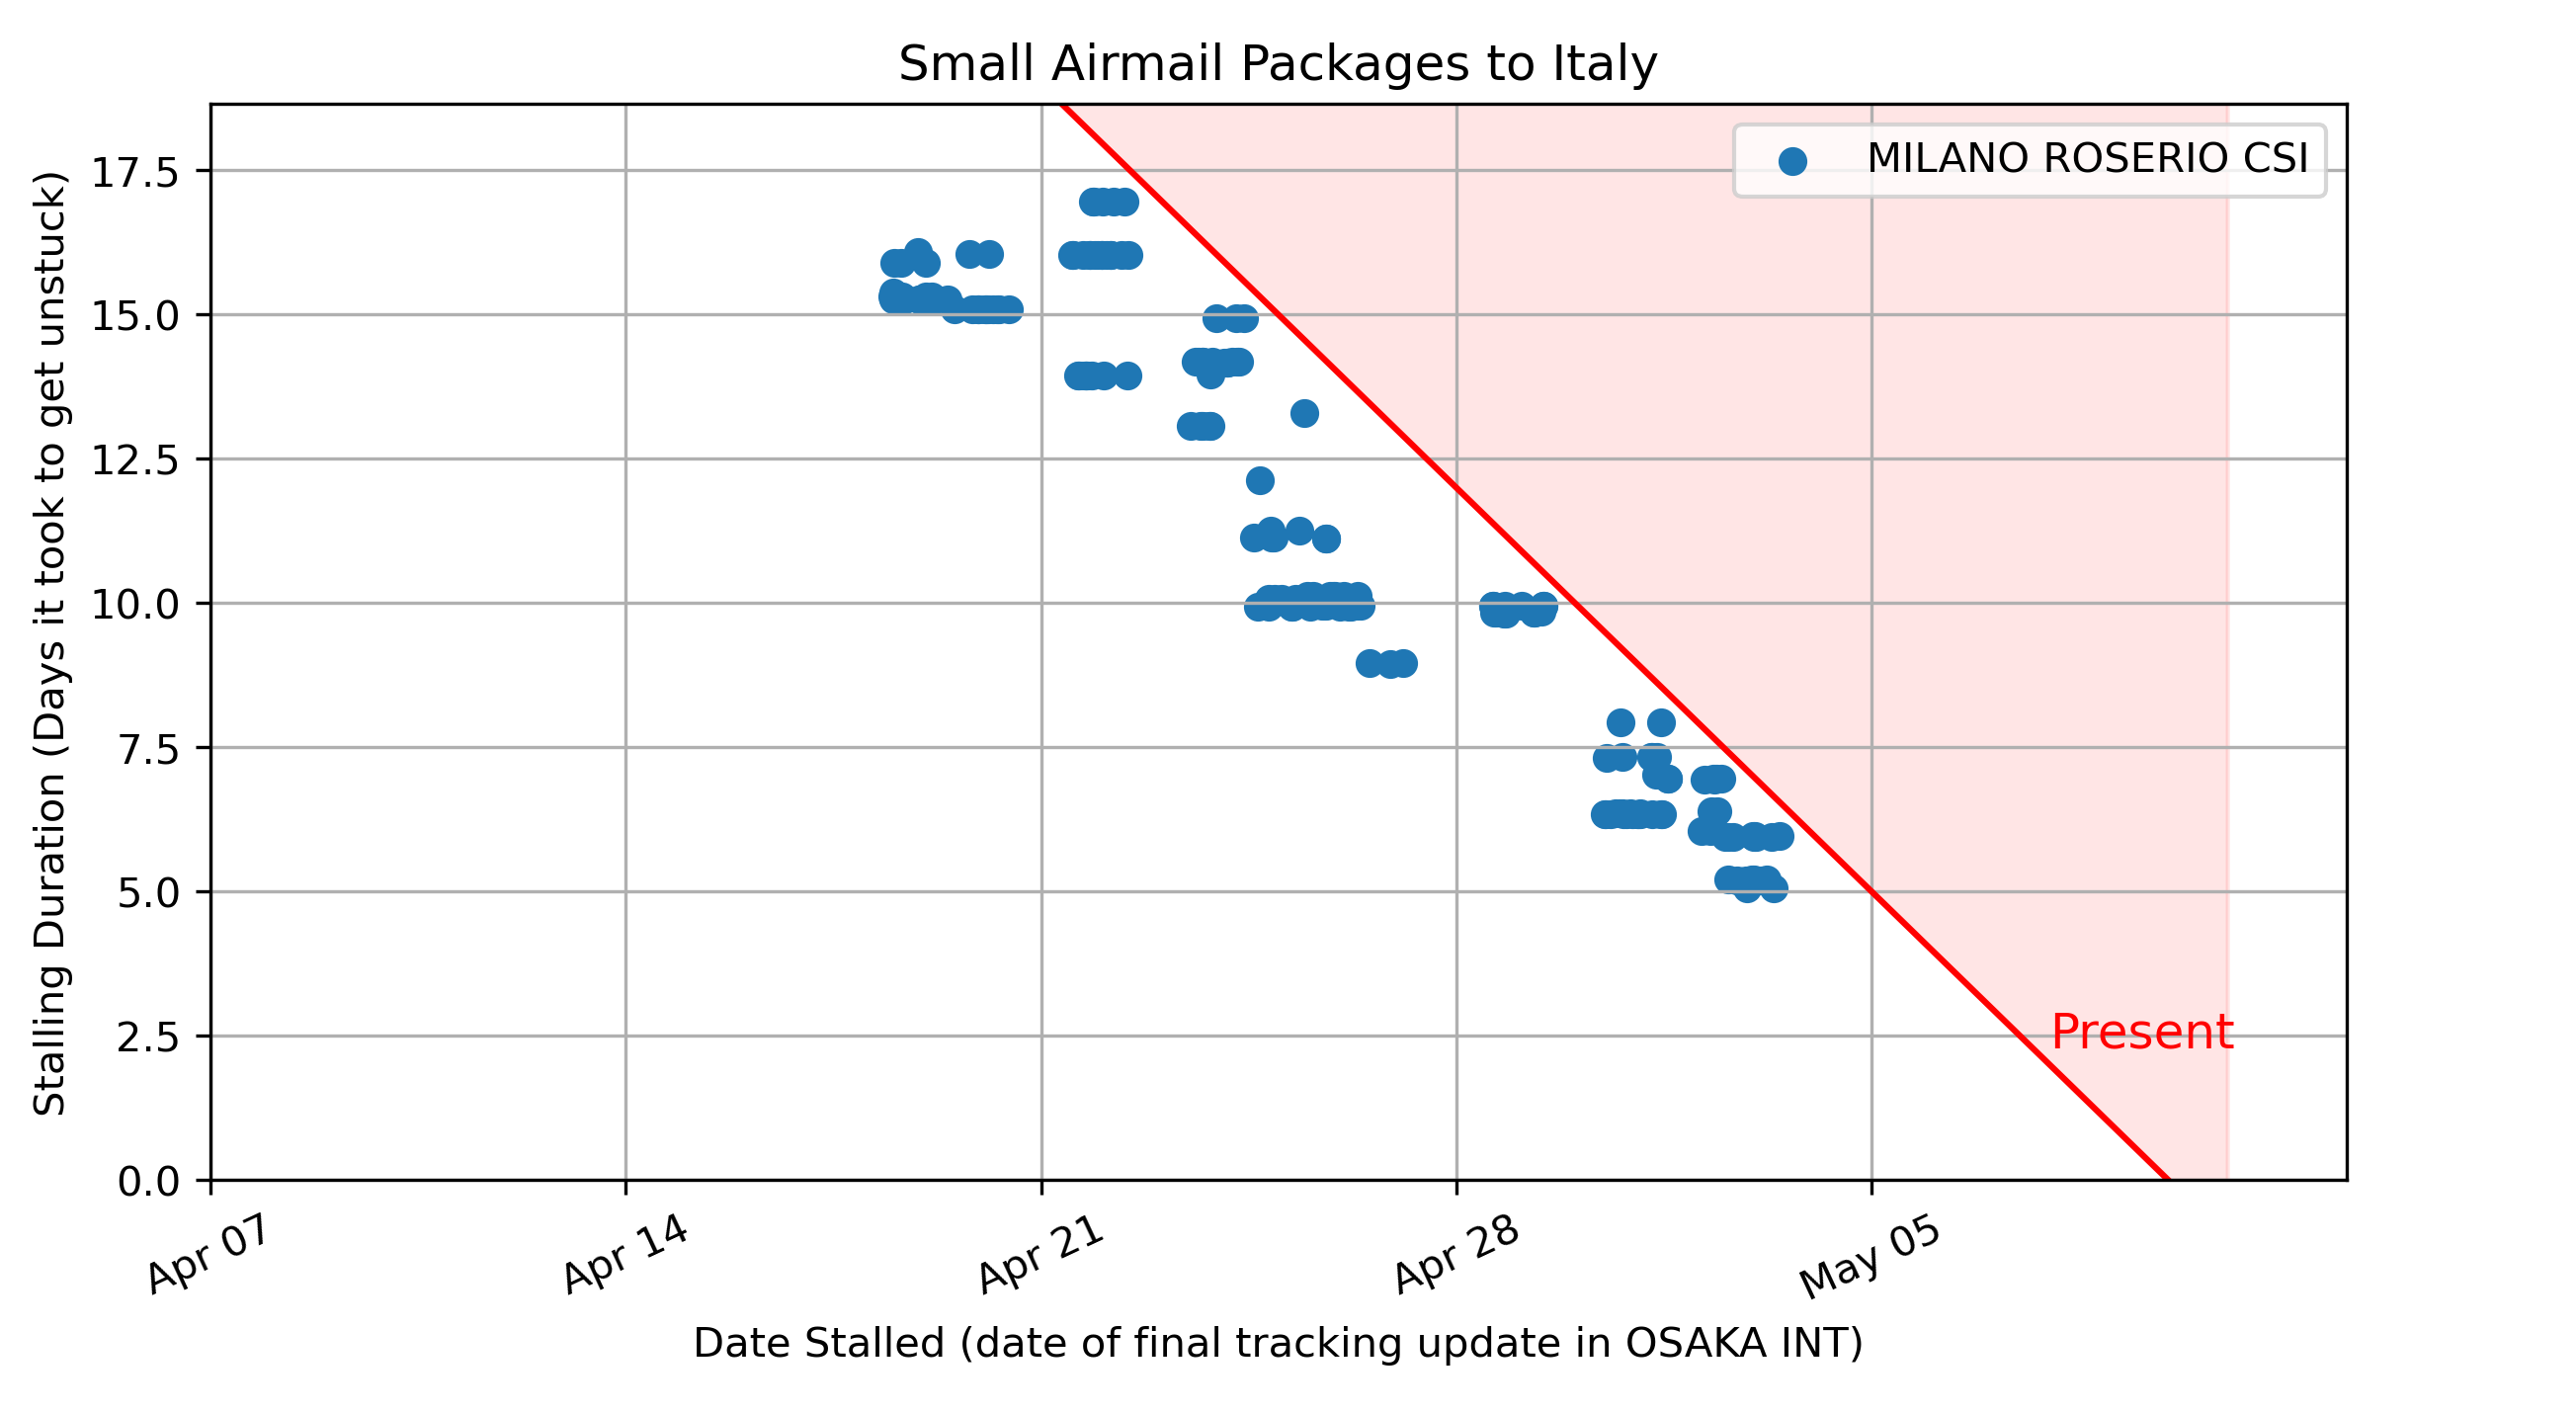 Small Airmail Packages to Italy
MILANO ROSERIO CSI
Stalling Duration (Days it took to get unstuck)
17.5
15.0
12.5
10.0
7.5
5.0
2.5
0.0
Present
Apr 07
Apr 14
Apr 21
Apr 28
May 05
Date Stalled (date of final tracking update in OSAKA INT)